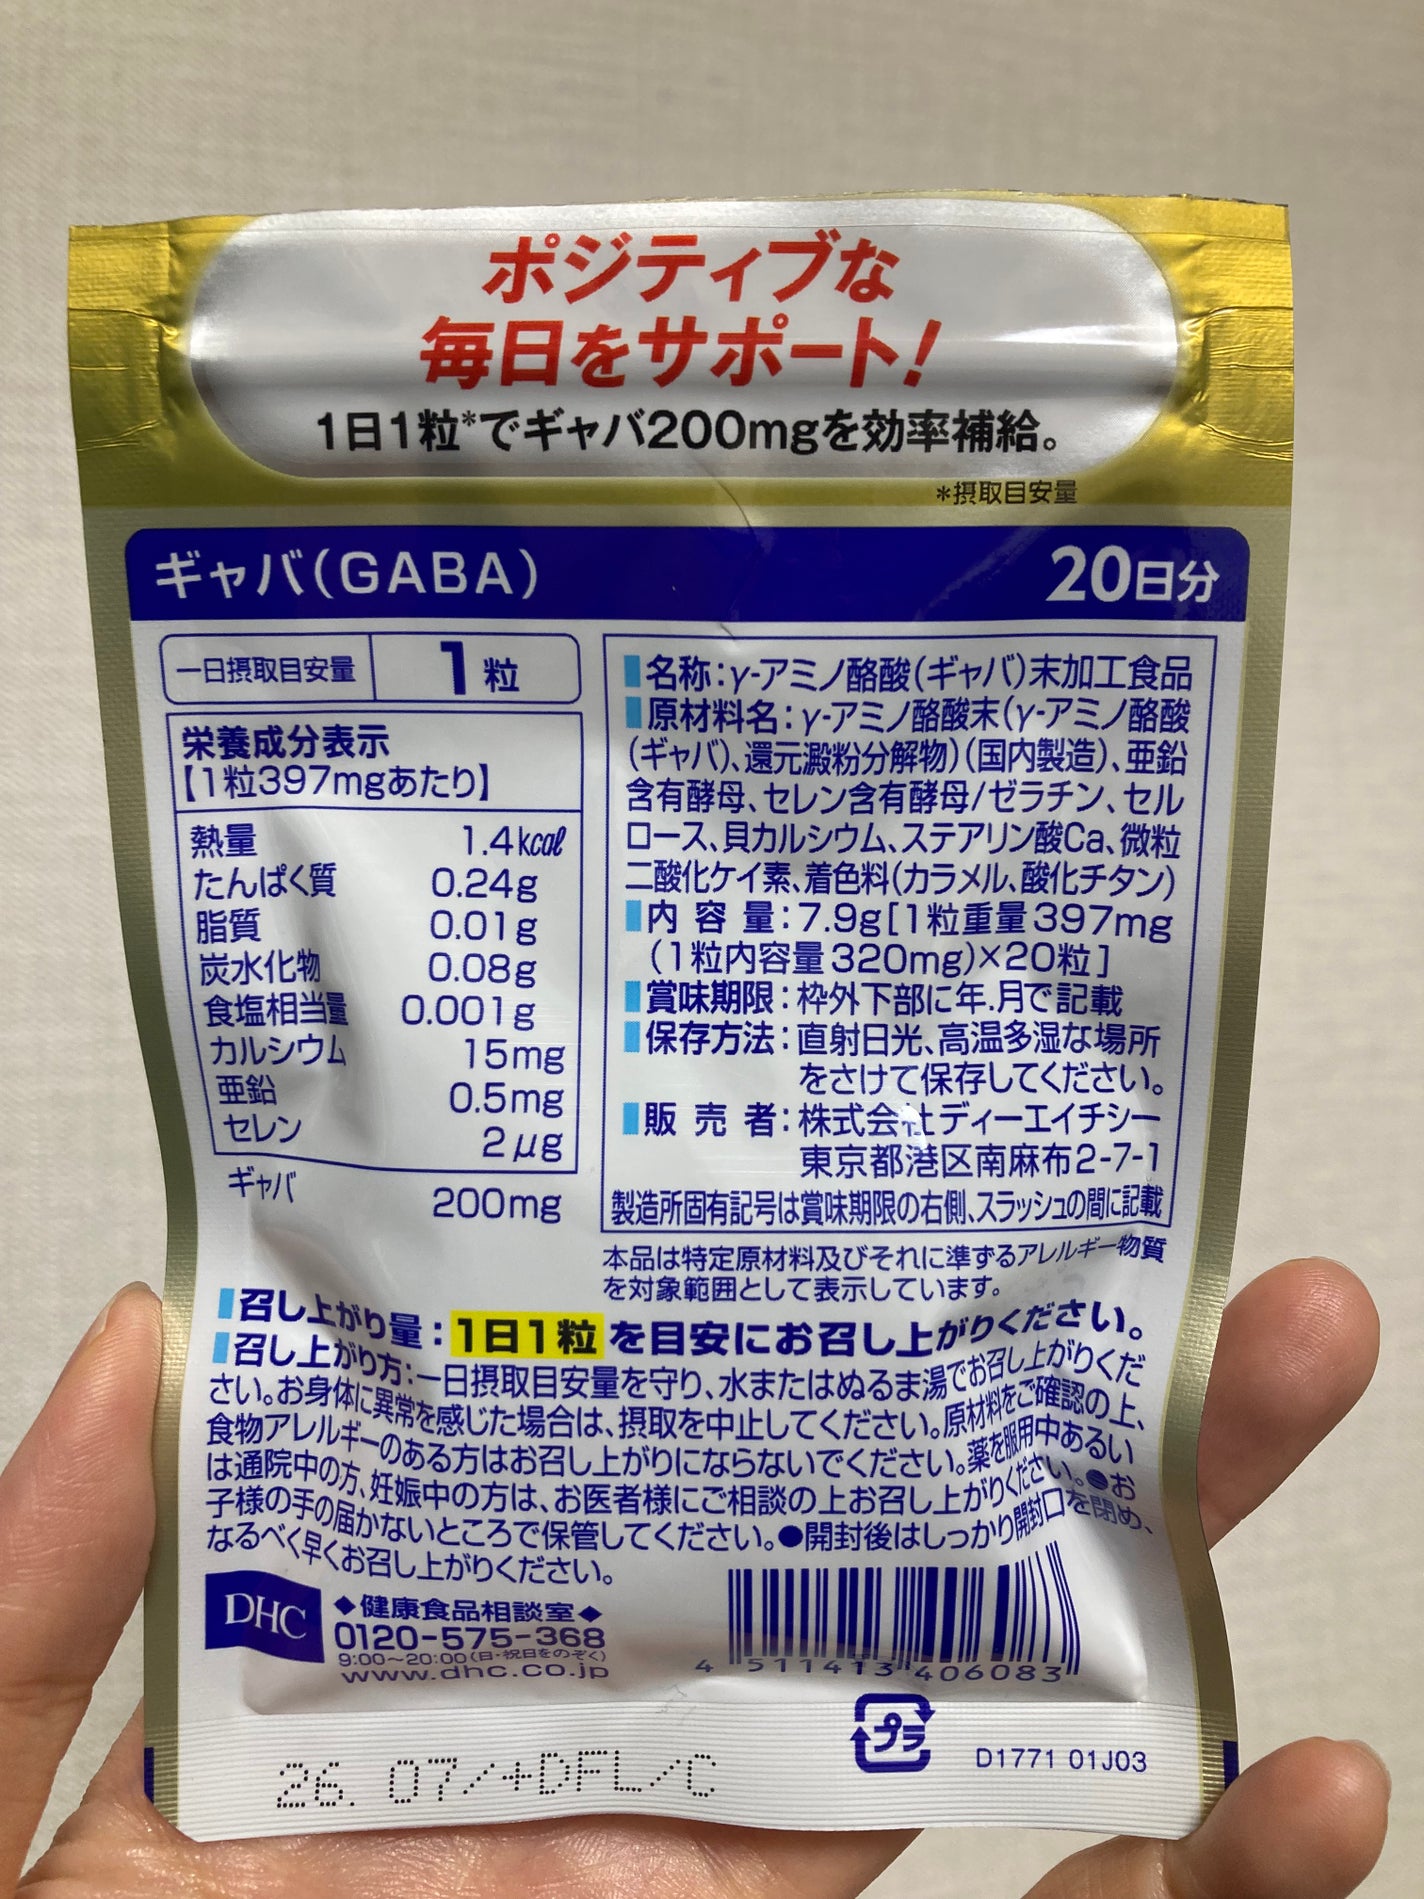 ポジティブな
毎日をサポート!
1日1粒*でギャバ200mgを効率補給。
*摂取目安量
ギャバ(GABA) 20日分
一日摂取目安量 1粒
栄養成分表示
【1粒397mgあたり】
熱量 1.4kcal
たんぱく質 0.24g
脂質 0.01g
炭水化物 0.08g
食塩相当量 0.001g
カルシウム 15mg
亜鉛 0.5mg
セレン 2μg
ギャバ 200mg
名称:γ-アミノ酪酸(ギャバ)末加工食品
原材料名:γ-アミノ酪酸末(γ-アミノ酪酸
(ギャバ)、還元澱粉分解物)(国内製造)、亜鉛
含有酵母、セレン含有酵母/ゼラチン、セル
ロース、貝カルシウム、ステアリン酸Ca、微粒
二酸化ケイ素、着色料(カラメル、酸化チタン)
内容量:7.9g[1粒重量397mg
(1粒内容量320mg)×20粒]
賞味期限:枠外下部に年.月で記載
保存方法:直射日光、高温多湿な場所
をさけて保存してください。
販売者:株式会社ディーエイチシー
東京都港区南麻布2-7-1
製造所固有記号は賞味期限の右側、スラッシュの間に記載
本品は特定原材料及びそれに準ずるアレルギー物質
を対象範囲として表示しています。
召し上がり量:1日1粒を目安にお召し上がりください。
召し上がり方:一日摂取目安量を守り、水またはぬるま湯でお召し上がりくだ
さい。お身体に異常を感じた場合は、摂取を中止してください。原材料をご確認の上、
食物アレルギーのある方はお召し上がりにならないでください。薬を服用中あるい
は通院中の方、妊娠中の方は、お医者様にご相談の上お召し上がりください。●お
子様の手の届かないところで保管してください。●開封後はしっかり開封口を閉め、
なるべく早くお召し上がりください。
DHC
◆健康食品相談室◆
0120-575-368
9:00~20:00(日・祝日をのぞく)
www.dhc.co.jp
4 511413 406083
プラ
D1771 01J03
26. 07/+DFL/C